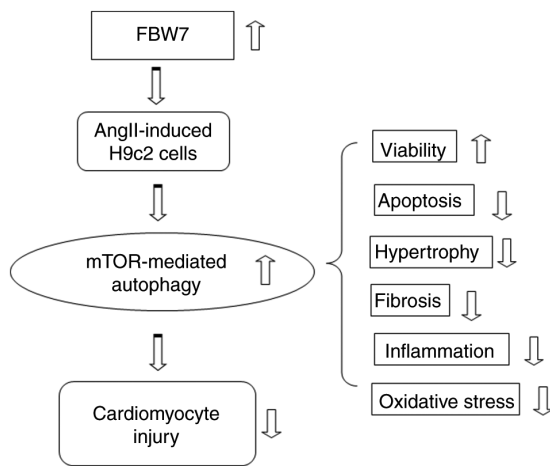 FBW7
AngII-induced
H9c2 cells
mTOR-mediated
autophagy
Cardiomyocyte
injury
Viability
Apoptosis
Hypertrophy
Fibrosis
Inflammation
Oxidative stress